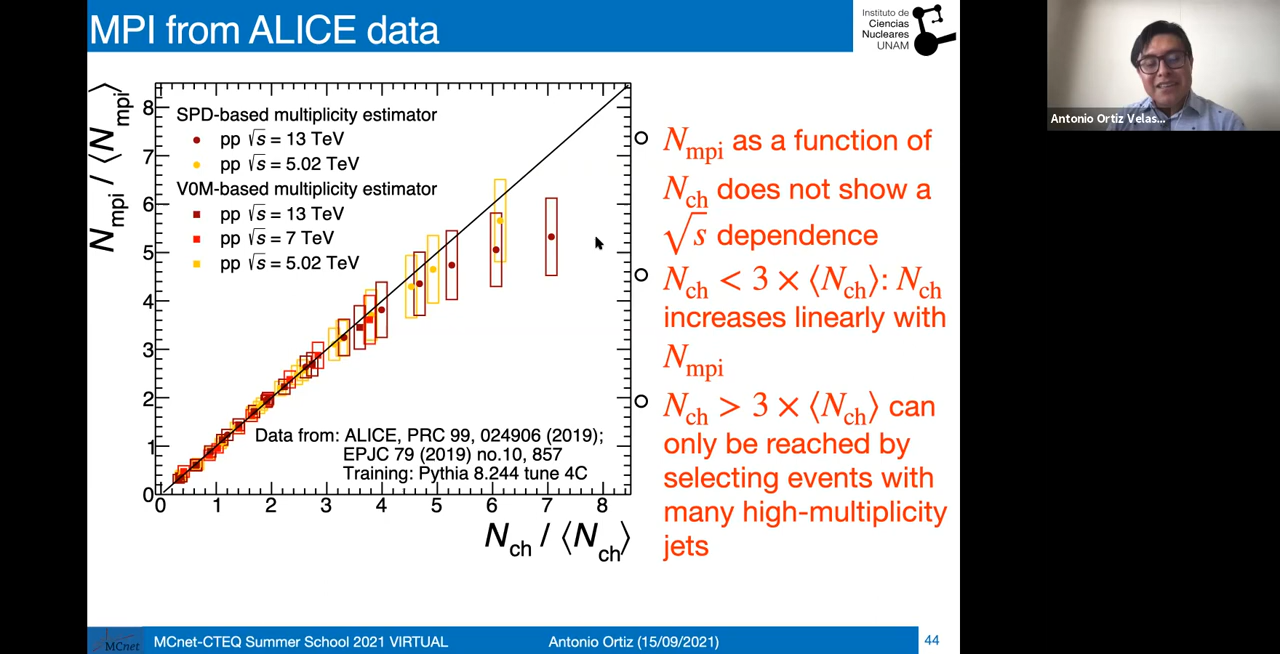 MPI from ALICE data
Instituto de
Ciencias
Nucleares
UNAM
Antonio Ortiz Velas...
N_mpi / ⟨N_mpi⟩
8
7
6
5
4
3
2
1
0
SPD-based multiplicity estimator
pp √s = 13 TeV
pp √s = 5.02 TeV
V0M-based multiplicity estimator
pp √s = 13 TeV
pp √s = 7 TeV
pp √s = 5.02 TeV
Data from: ALICE, PRC 99, 024906 (2019);
EPJC 79 (2019) no.10, 857
Training: Pythia 8.244 tune 4C
0 1 2 3 4 5 6 7 8
N_ch / ⟨N_ch⟩
N_mpi as a function of
N_ch does not show a
√s dependence
N_ch < 3 × ⟨N_ch⟩: N_ch
increases linearly with
N_mpi
N_ch > 3 × ⟨N_ch⟩ can
only be reached by
selecting events with
many high-multiplicity
jets
MCnet
MCnet-CTEQ Summer School 2021 VIRTUAL
Antonio Ortiz (15/09/2021)
44